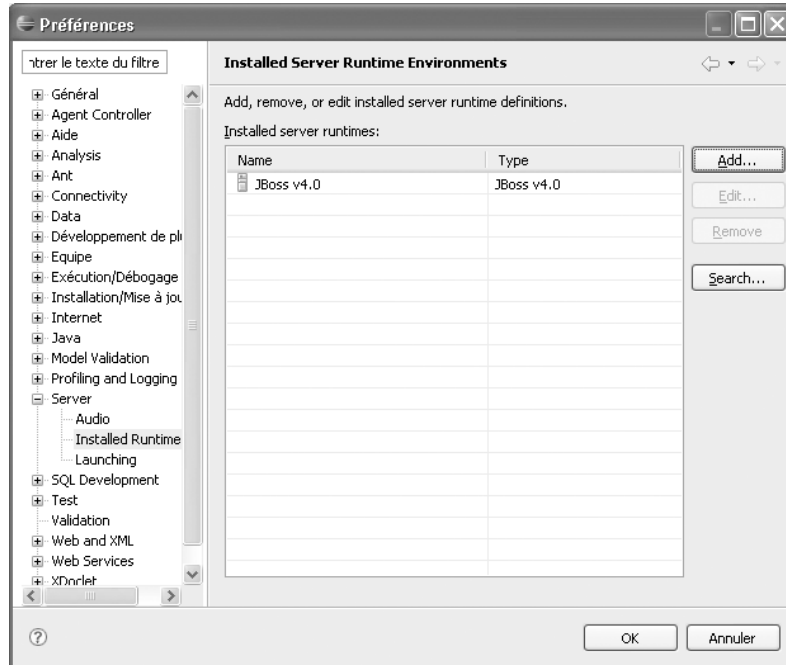 Préférences
ntrer le texte du filtre
Général
Agent Controller
Aide
Analysis
Ant
Connectivity
Data
Développement de plu
Equipe
Exécution/Débogage
Installation/Mise à jou
Internet
Java
Model Validation
Profiling and Logging
Server
Audio
Installed Runtime
Launching
SQL Development
Test
Validation
Web and XML
Web Services
XDoclet
Installed Server Runtime Environments
Add, remove, or edit installed server runtime definitions.
Installed server runtimes:
Name Type
JBoss v4.0 JBoss v4.0
Add...
Edit...
Remove
Search...
?
OK Annuler